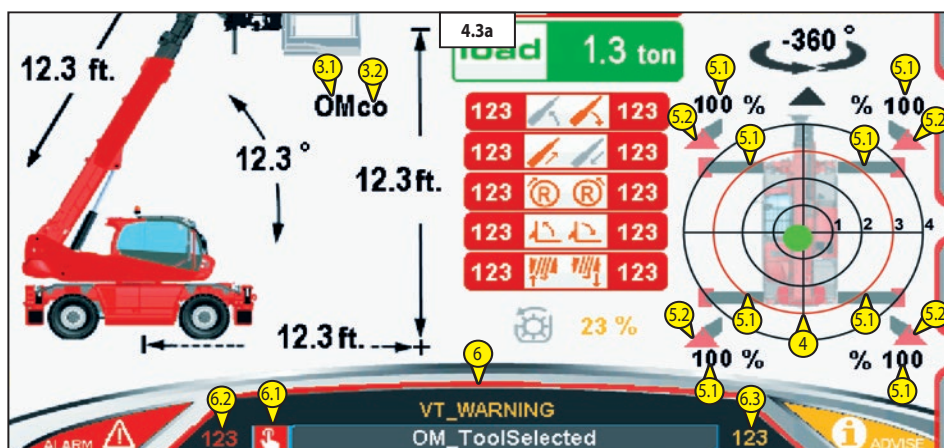 4.3a
load 1.3 ton
-360 °
12.3 ft.
3.1 3.2
OMco
12.3 °
12.3 ft.
12.3 ft.
123 123
123 123
123 R R 123
123 123
123 123
23 %
5.1 5.1
100 % % 100
5.2 5.2
5.1 5.1
1 2 3 4
5.1 5.1
5.2 4 5.2
100 % % 100
5.1 5.1
6
6.2 6.1 6.3
VT_WARNING
ALARM 123 OM_ToolSelected 123 ADVISE